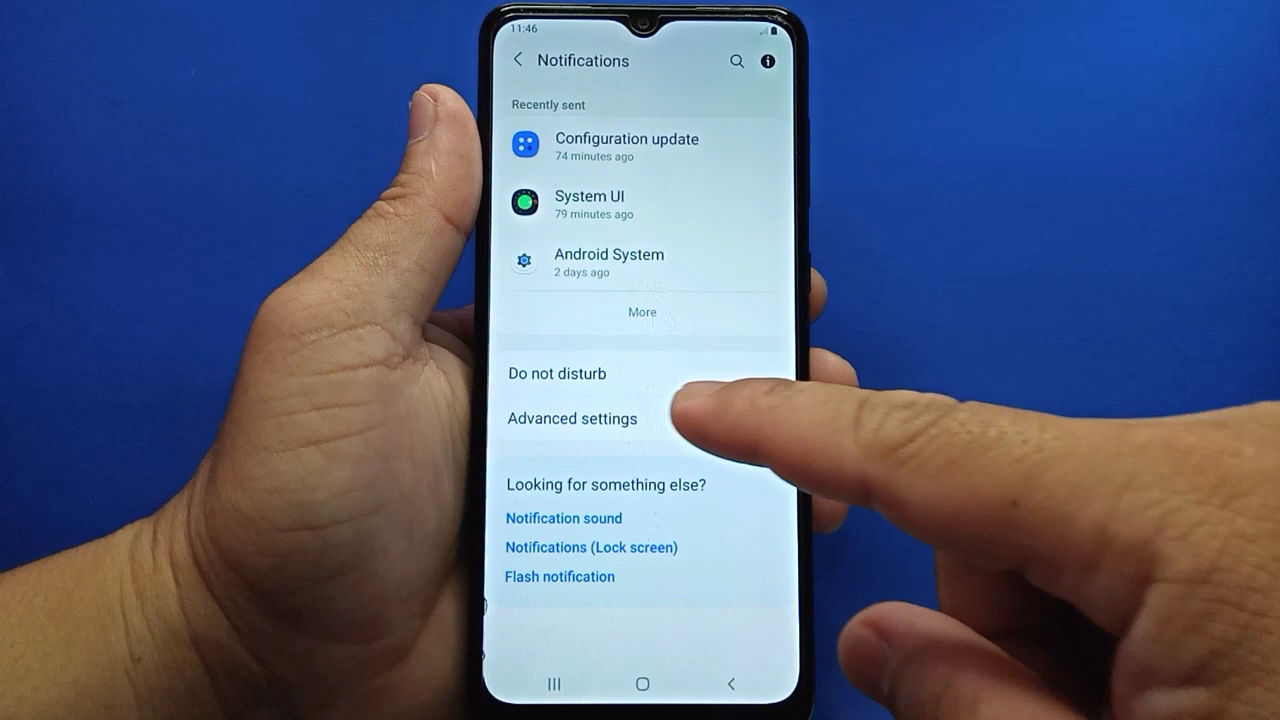 11:46
Notifications
Recently sent
Configuration update
74 minutes ago
System UI
79 minutes ago
Android System
2 days ago
More
Do not disturb
Advanced settings
Looking for something else?
Notification sound
Notifications (Lock screen)
Flash notification